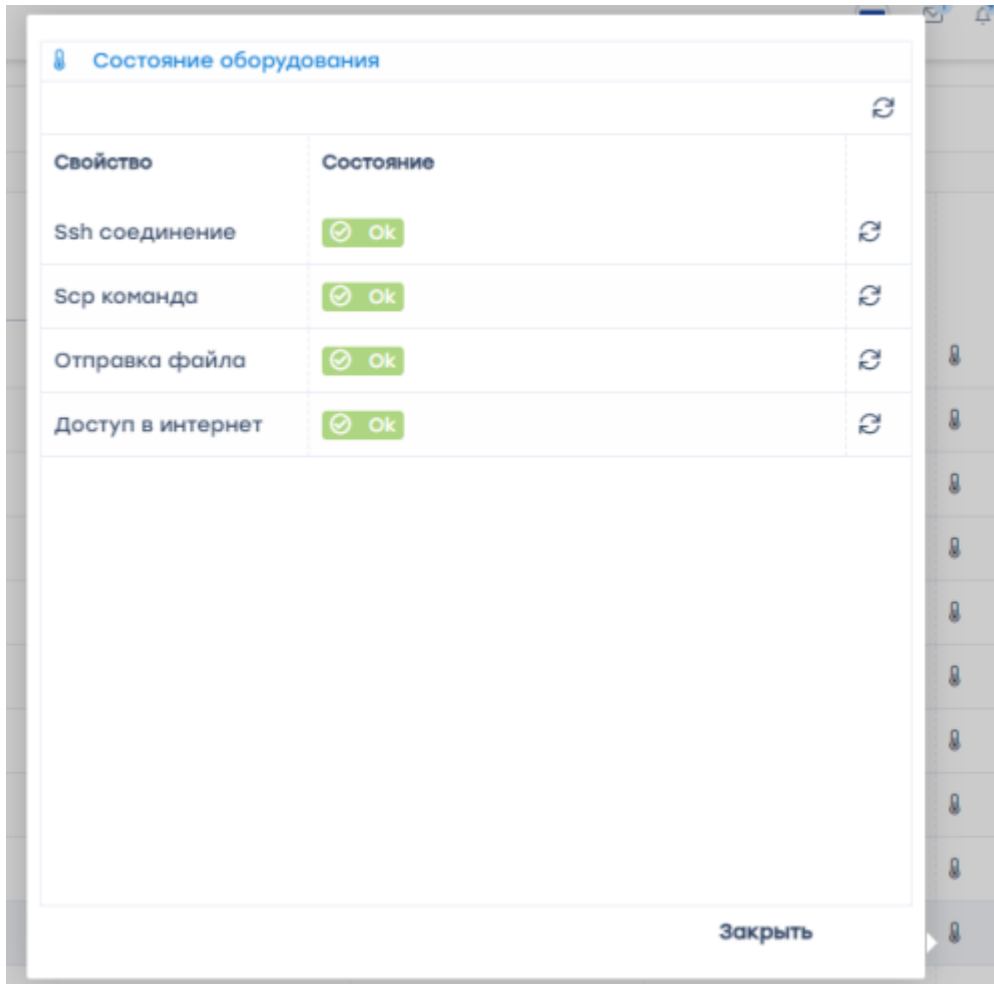 Состояние оборудования
Свойство Состояние
Ssh соединение Ok
Scp команда Ok
Отправка файла Ok
Доступ в интернет Ok
Закрыть